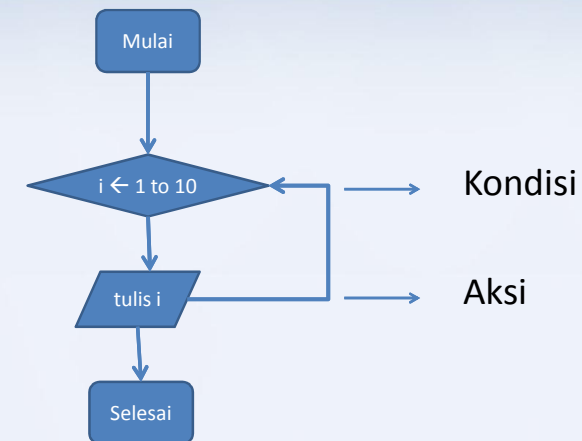 Mulai
i ← 1 to 10
Kondisi
tulis i
Aksi
Selesai